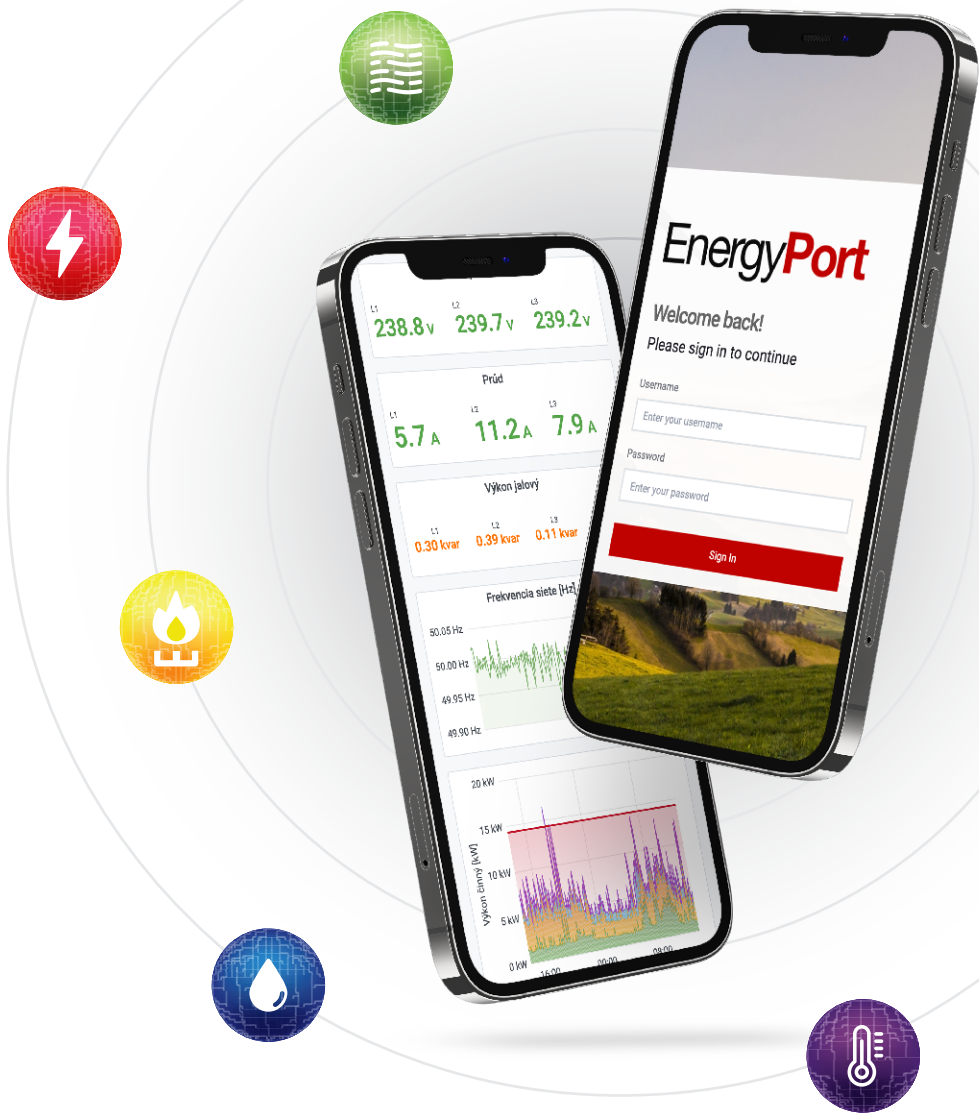 L1 L2 L3
238.8 V 239.7 V 239.2 V
Prúd
L1 L2 L3
5.7 A 11.2 A 7.9 A
Výkon jalový
L1 L2 L3
0.30 kvar 0.39 kvar 0.11 kvar
Frekvencia siete [Hz]
50.05 Hz
50.00 Hz
49.95 Hz
49.90 Hz
Výkon činný [kW]
20 kW
15 kW
10 kW
5 kW
0 kW
16:00 00:00 08:00
EnergyPort
Welcome back!
Please sign in to continue
Username
Enter your username
Password
Enter your password
Sign In